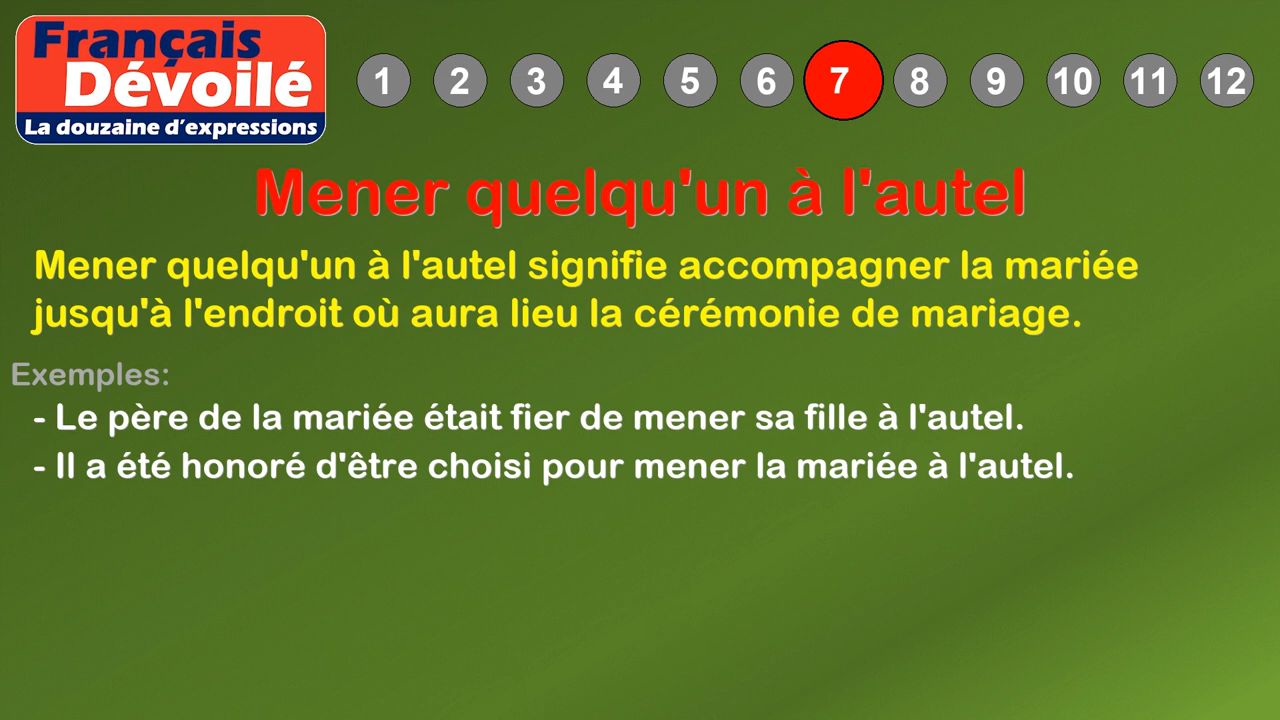 Français
Dévoilé
La douzaine d'expressions
1 2 3 4 5 6 7 8 9 10 11 12
Mener quelqu'un à l'autel
Mener quelqu'un à l'autel signifie accompagner la mariée
jusqu'à l'endroit où aura lieu la cérémonie de mariage.
Exemples:
- Le père de la mariée était fier de mener sa fille à l'autel.
- Il a été honoré d'être choisi pour mener la mariée à l'autel.